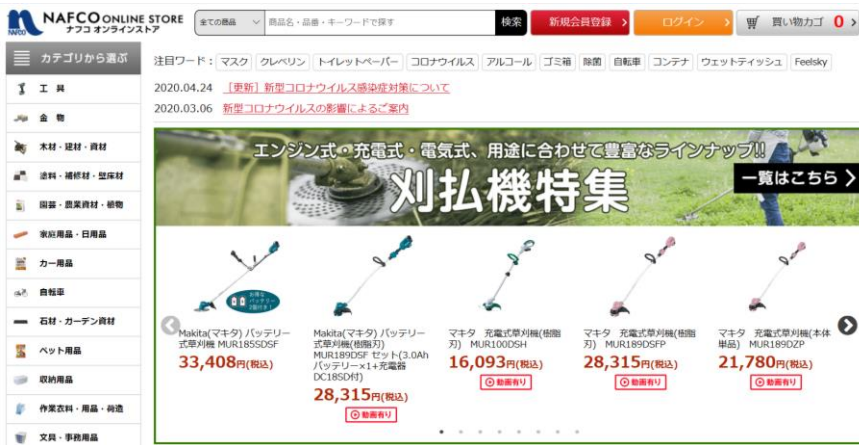 NAFCO ONLINE STORE
ナフコ オンラインストア
NAFCO
全ての商品
商品名・品番・キーワードで探す
検索
新規会員登録 >
ログイン >
買い物カゴ 0 >
カテゴリから選ぶ
工 具
金 物
木材・建材・資材
塗料・補修材・壁床材
園芸・農業資材・植物
家庭用品・日用品
カー用品
自転車
石材・ガーデン資材
ペット用品
収納用品
作業衣料・用品・荷造
文具・事務用品
注目ワード： マスク クレベリン トイレットペーパー コロナウイルス アルコール ゴミ箱 除菌 自転車 コンテナ ウェットティッシュ Feelsky
2020.04.24 [更新] 新型コロナウイルス感染症対策について
2020.03.06 新型コロナウイルスの影響によるご案内
エンジン式・充電式・電気式、用途に合わせて豊富なラインナップ!!
刈払機特集
一覧はこちら >
お得な
バッテリー
2個付き!
Makita(マキタ) バッテリー
式草刈機 MUR185SDSF
33,408円(税込)
Makita(マキタ) バッテリー
式草刈機(樹脂刃)
MUR189DSF セット(3.0Ah
バッテリー×1+充電器
DC18SD付)
28,315円(税込)
動画有り
マキタ 充電式草刈機(樹脂
刃) MUR100DSH
16,093円(税込)
動画有り
マキタ 充電式草刈機(樹脂
刃) MUR189DSFP
28,315円(税込)
動画有り
マキタ 充電式草刈機(本体
単品) MUR189DZP
21,780円(税込)
動画有り